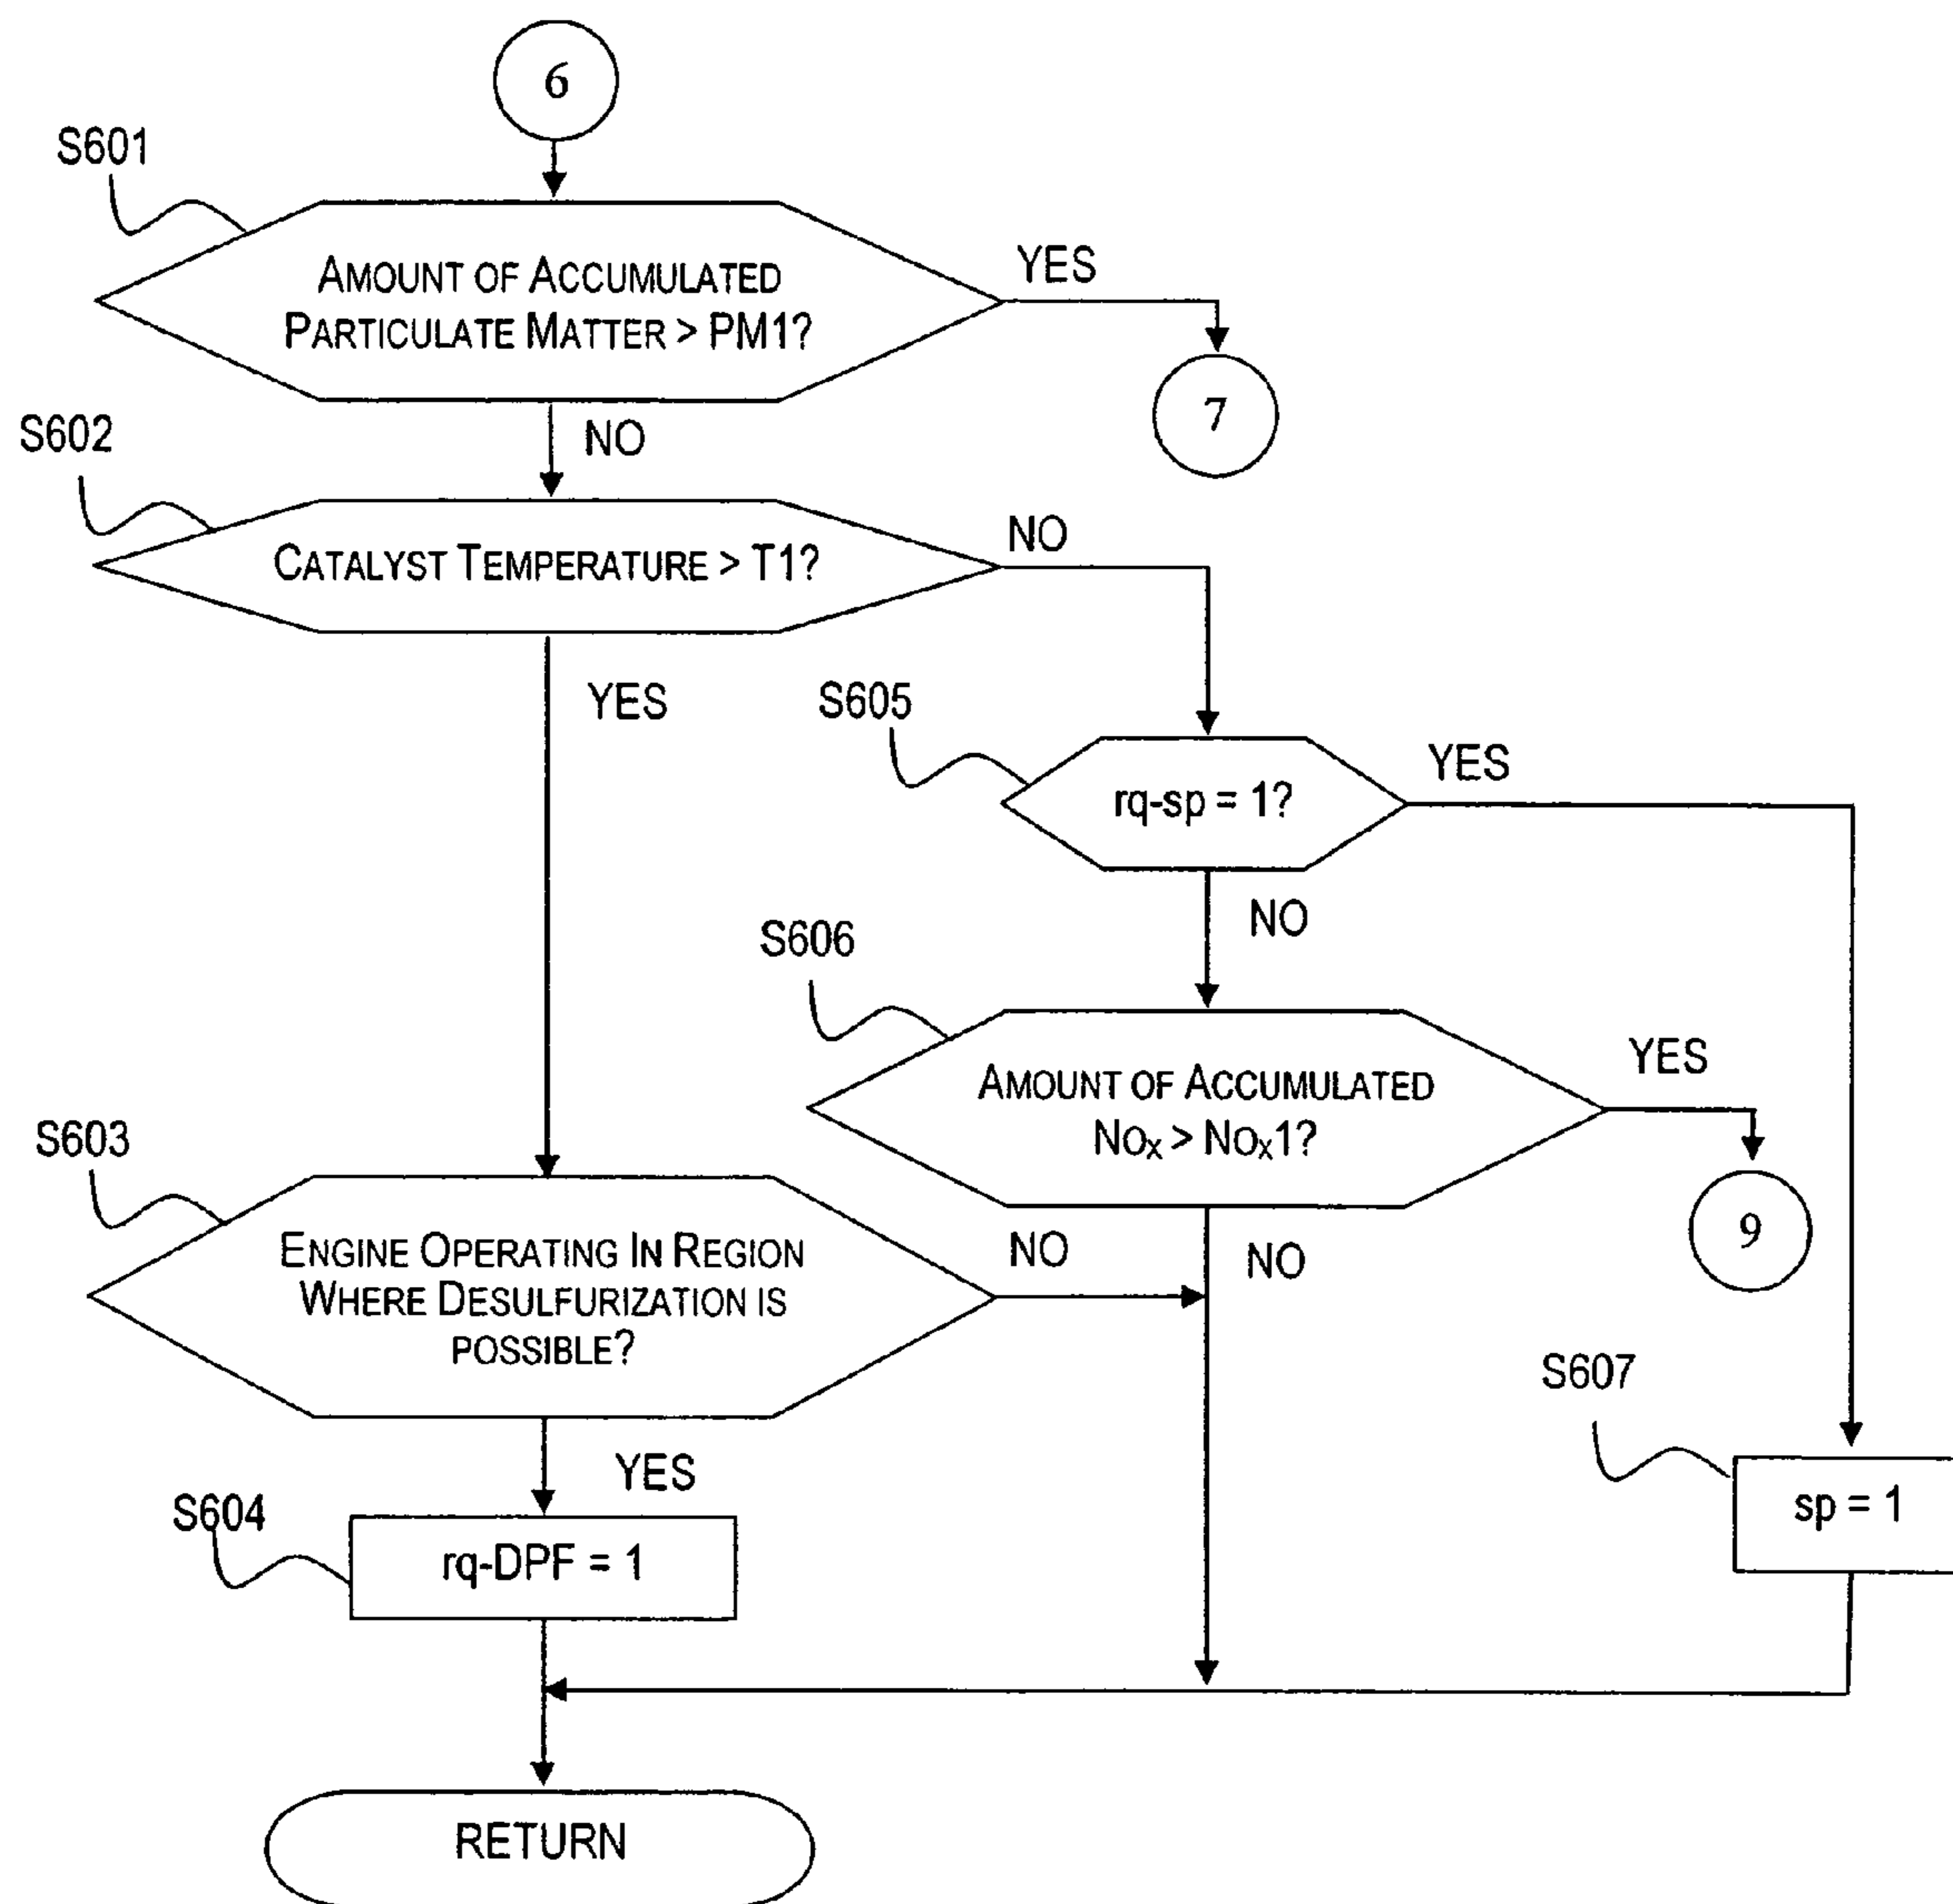 6
S601
AMOUNT OF ACCUMULATED
PARTICULATE MATTER > PM1?
YES
7
NO
S602
CATALYST TEMPERATURE > T1?
NO
YES
S605
rq-sp = 1?
YES
NO
S606
AMOUNT OF ACCUMULATED
NOX > NOX1?
YES
9
NO
S603
ENGINE OPERATING IN REGION
WHERE DESULFURIZATION IS
POSSIBLE?
NO
YES
S604
rq-DPF = 1
S607
sp = 1
RETURN